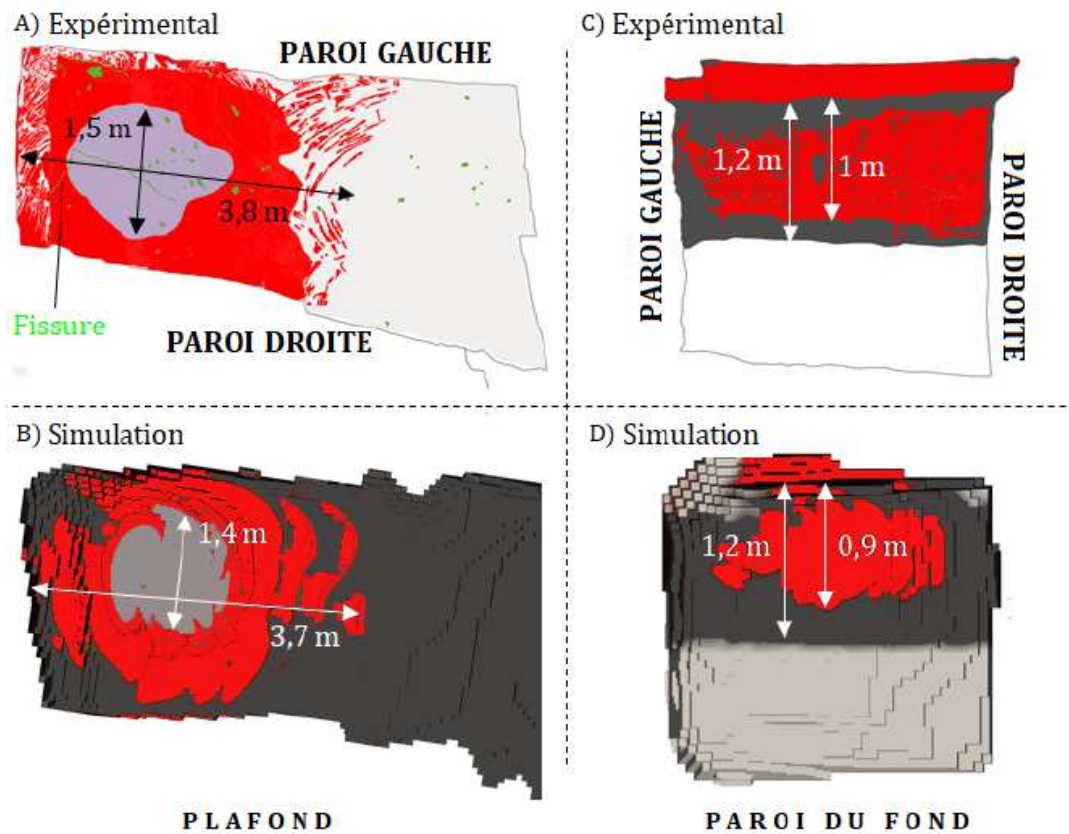 A) Expérimental
PAROI GAUCHE
1,5 m
3,8 m
Fissure
PAROI DROITE
C) Expérimental
PAROI GAUCHE
1,2 m
1 m
PAROI DROITE
B) Simulation
1,4 m
3,7 m
PLAFOND
D) Simulation
1,2 m
0,9 m
PAROI DU FOND